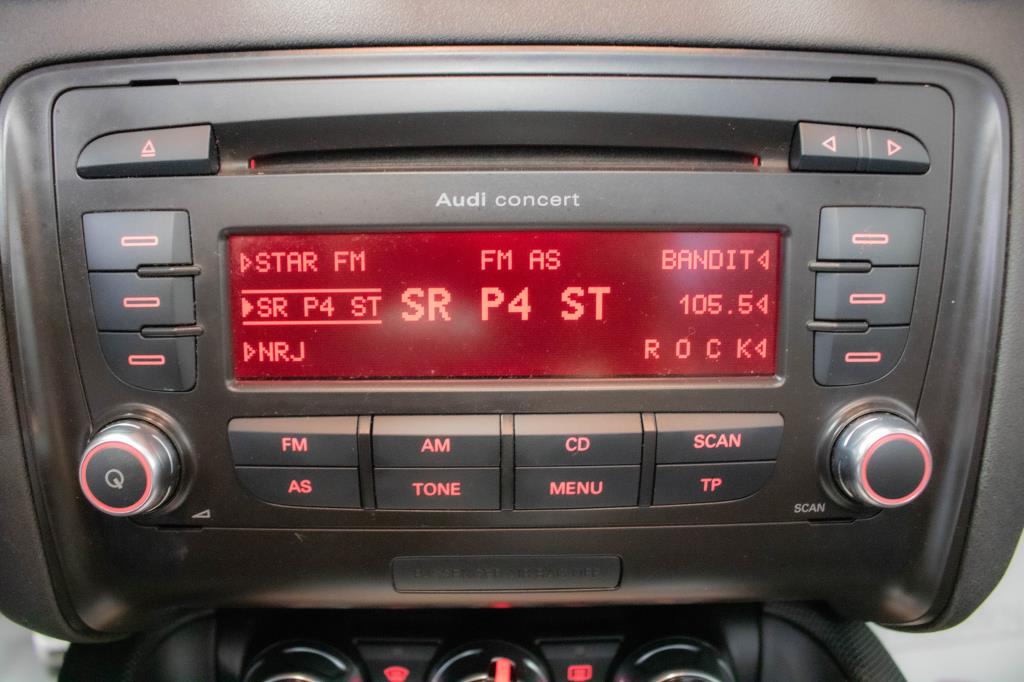 Audi concert
STAR FM FM AS BANDIT
SR P4 ST SR P4 ST 105.5
NRJ R O C K
FM AM CD SCAN
AS TONE MENU TP
SCAN